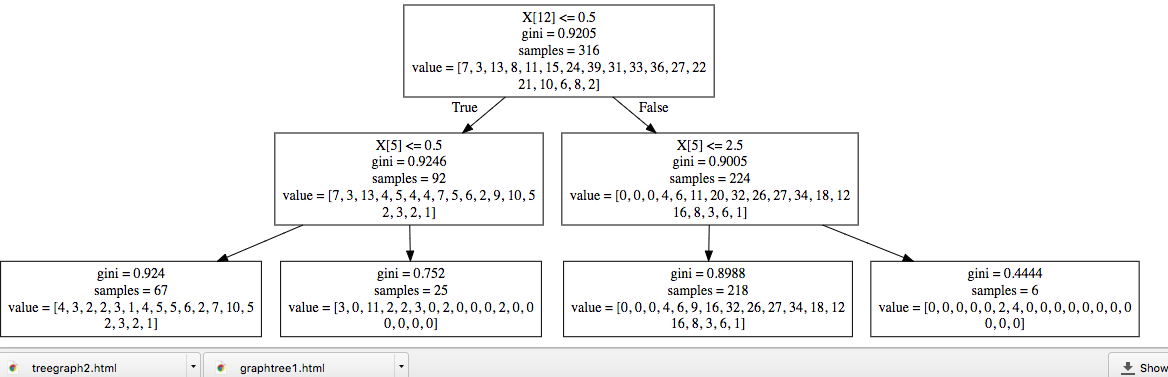 X[12] <= 0.5
gini = 0.9205
samples = 316
value = [7, 3, 13, 8, 11, 15, 24, 39, 31, 33, 36, 27, 22
21, 10, 6, 8, 2]
True
False
X[5] <= 0.5
gini = 0.9246
samples = 92
value = [7, 3, 13, 4, 5, 4, 4, 7, 5, 6, 2, 9, 10, 5
2, 3, 2, 1]
X[5] <= 2.5
gini = 0.9005
samples = 224
value = [0, 0, 0, 4, 6, 11, 20, 32, 26, 27, 34, 18, 12
16, 8, 3, 6, 1]
gini = 0.924
samples = 67
value = [4, 3, 2, 2, 3, 1, 4, 5, 5, 6, 2, 7, 10, 5
2, 3, 2, 1]
gini = 0.752
samples = 25
value = [3, 0, 11, 2, 2, 3, 0, 2, 0, 0, 0, 2, 0, 0
0, 0, 0, 0]
gini = 0.8988
samples = 218
value = [0, 0, 0, 4, 6, 9, 16, 32, 26, 27, 34, 18, 12
16, 8, 3, 6, 1]
gini = 0.4444
samples = 6
value = [0, 0, 0, 0, 0, 2, 4, 0, 0, 0, 0, 0, 0, 0, 0
0, 0, 0]
treegraph2.html
graphtree1.html
Show